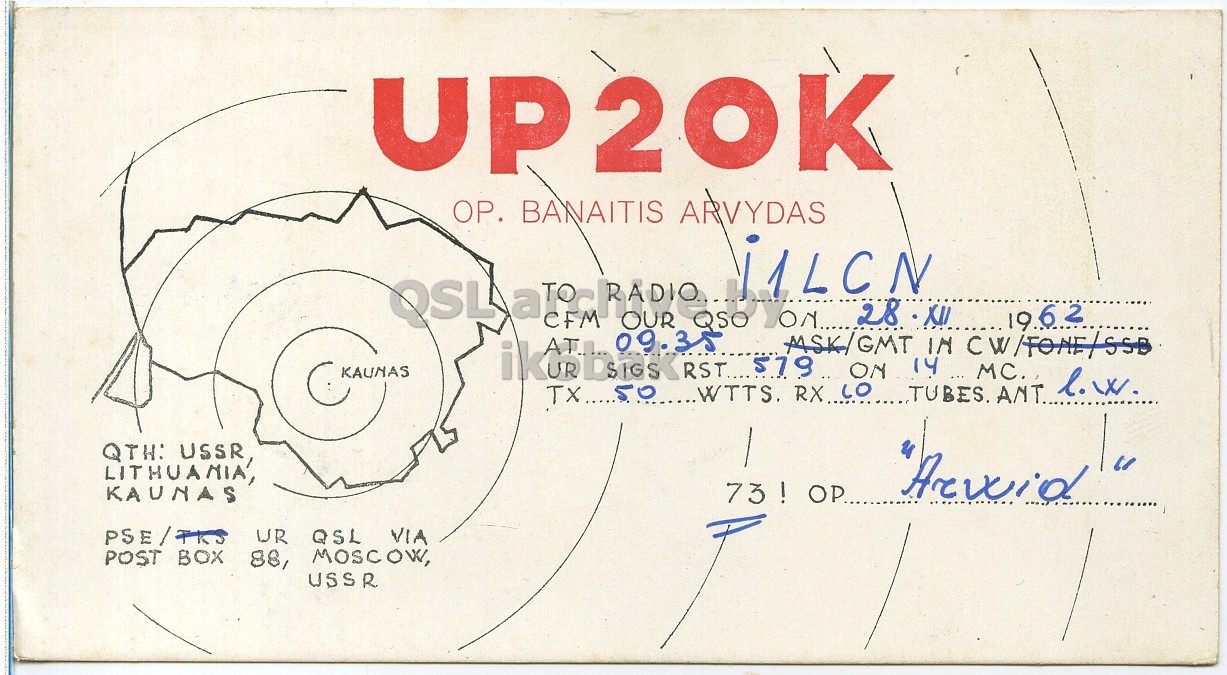 UP2OK
OP. BANAITIS ARVYDAS
TO RADIO i1LCN
CFM OUR QSO ON 28. XII 1962
AT 09.35 MSK/GMT IN CW/TONE/SSB
UR SIGS RST 579 ON 14 MC.
TX 50 WTTS. RX 10 TUBES. ANT l.w.
QSL archive by
ik6bak
KAUNAS
QTH: USSR,
LITHUANIA,
KAUNAS
73! OP "Arvid"
PSE/TKS UR QSL VIA
POST BOX 88, MOSCOW,
USSR